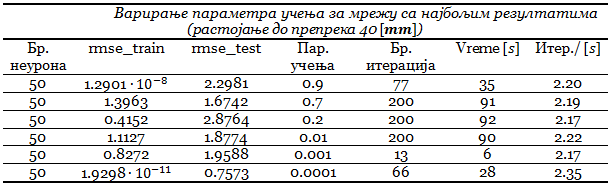 Варирање параметра учења за мрежу са најбољим резултатима
(растојање до препрека 40 [mm])
Бр. неурона rmse_train rmse_test Пар. учења Бр. итерација Vreme [s] Итер./ [s]
50 1.2901 · 10⁻⁸ 2.2981 0.9 77 35 2.20
50 1.3963 1.6742 0.7 200 91 2.19
50 0.4152 2.8764 0.2 200 92 2.17
50 1.1127 1.8774 0.01 200 90 2.22
50 0.8272 1.9588 0.001 13 6 2.17
50 1.9298 · 10⁻¹¹ 0.7573 0.0001 66 28 2.35